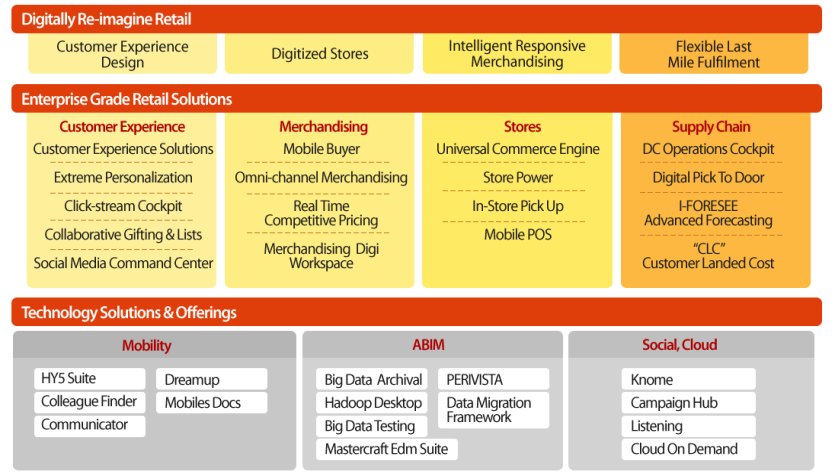 Digitally Re-imagine Retail
Customer Experience
Design
Digitized Stores
Intelligent Responsive
Merchandising
Flexible Last
Mile Fulfilment
Enterprise Grade Retail Solutions
Customer Experience
Customer Experience Solutions
Extreme Personalization
Click-stream Cockpit
Collaborative Gifting & Lists
Social Media Command Center
Merchandising
Mobile Buyer
Omni-channel Merchandising
Real Time
Competitive Pricing
Merchandising Digi
Workspace
Stores
Universal Commerce Engine
Store Power
In-Store Pick Up
Mobile POS
Supply Chain
DC Operations Cockpit
Digital Pick To Door
I-FORESEE
Advanced Forecasting
“CLC”
Customer Landed Cost
Technology Solutions & Offerings
Mobility
HY5 Suite
Colleague Finder
Communicator
Dreamup
Mobiles Docs
ABIM
Big Data Archival
Hadoop Desktop
Big Data Testing
Mastercraft Edm Suite
PERIVISTA
Data Migration
Framework
Social, Cloud
Knome
Campaign Hub
Listening
Cloud On Demand